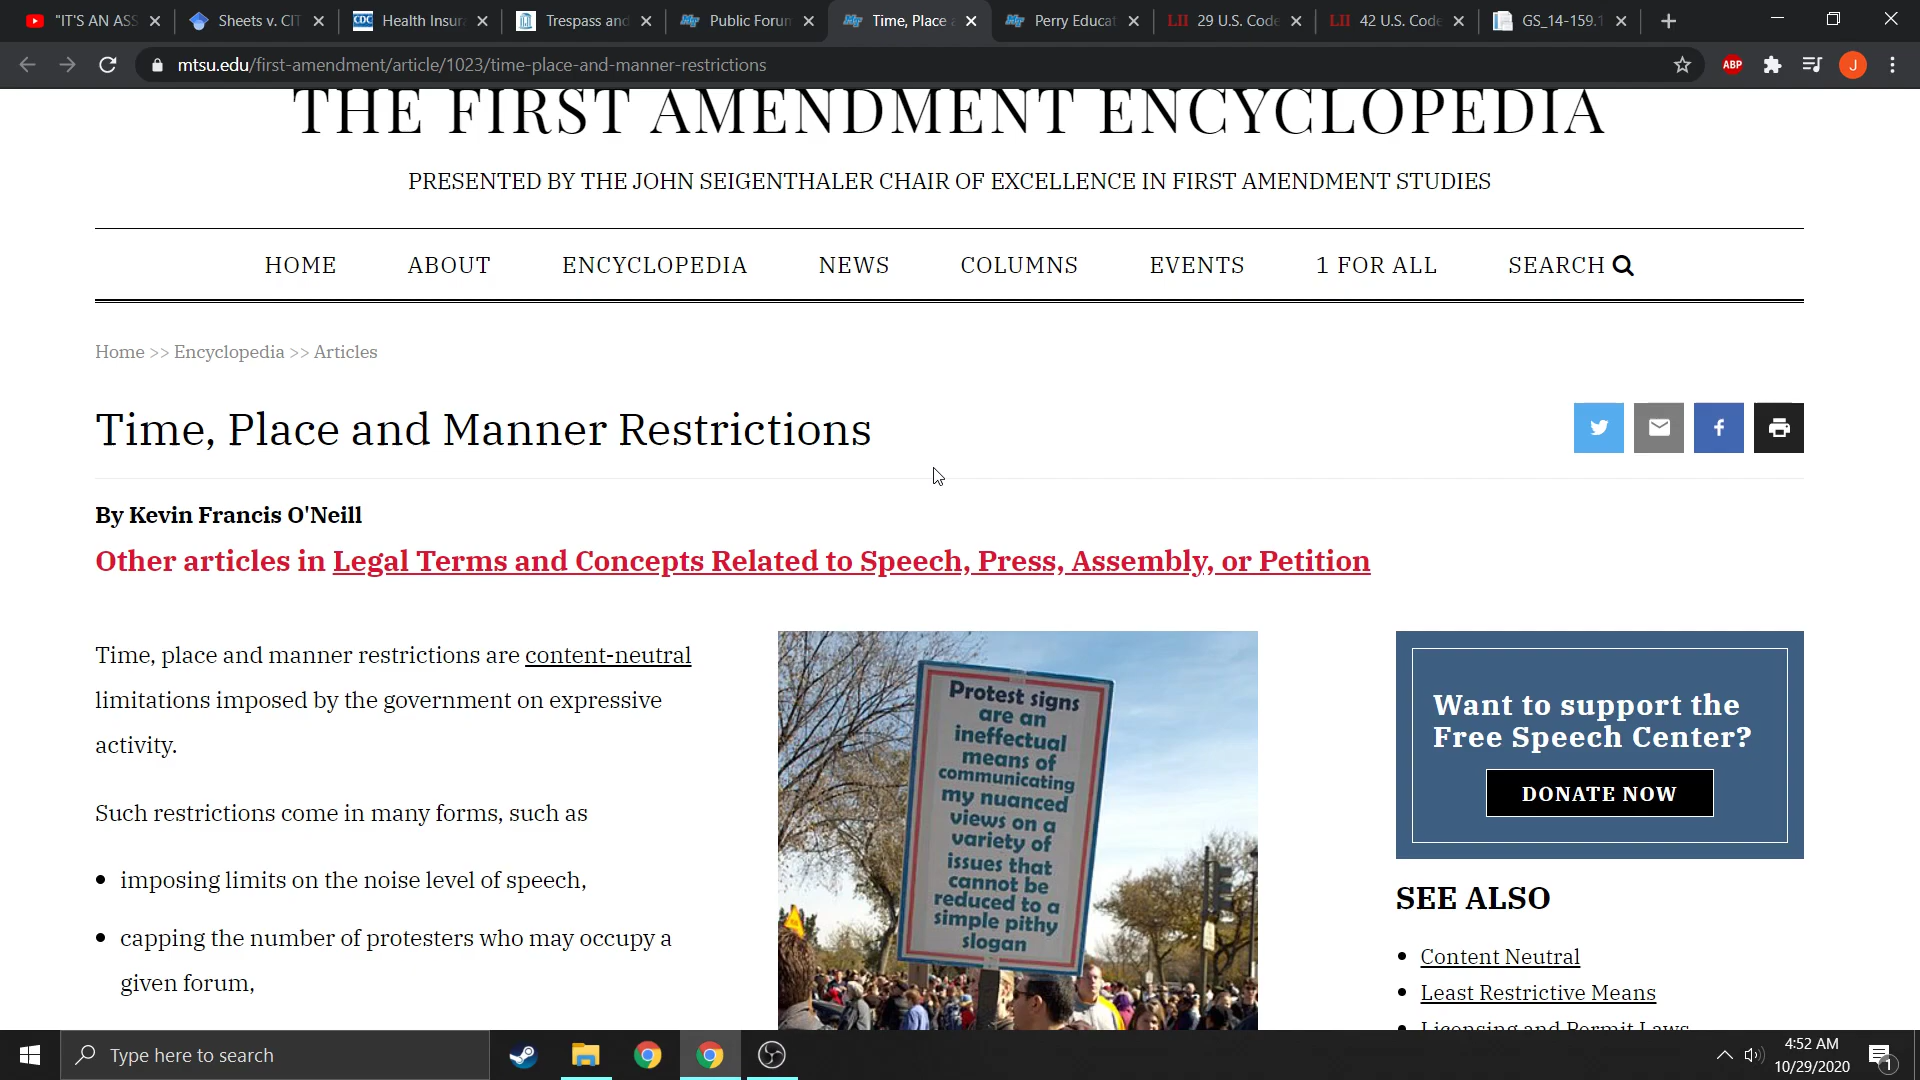 "IT'S AN ASS
Sheets v. CIT
CDC
Health Insur
Trespass and
Public Forum
Time, Place a
Perry Educat
LII 29 U.S. Code
LII 42 U.S. Code
GS_14-159.1
mtsu.edu/first-amendment/article/1023/time-place-and-manner-restrictions
ABP
J
THE FIRST AMENDMENT ENCYCLOPEDIA
PRESENTED BY THE JOHN SEIGENTHALER CHAIR OF EXCELLENCE IN FIRST AMENDMENT STUDIES
HOME ABOUT ENCYCLOPEDIA NEWS COLUMNS EVENTS 1 FOR ALL SEARCH
Home >> Encyclopedia >> Articles
Time, Place and Manner Restrictions
By Kevin Francis O'Neill
Other articles in Legal Terms and Concepts Related to Speech, Press, Assembly, or Petition
Time, place and manner restrictions are content-neutral
limitations imposed by the government on expressive
activity.
Such restrictions come in many forms, such as
imposing limits on the noise level of speech,
capping the number of protesters who may occupy a
given forum,
Protest signs
are an
ineffectual
means of
communicating
my nuanced
views on a
variety of
issues that
cannot be
reduced to a
simple pithy
slogan
Want to support the
Free Speech Center?
DONATE NOW
SEE ALSO
Content Neutral
Least Restrictive Means
Licensing and Permit Laws
Type here to search
4:52 AM
10/29/2020
1